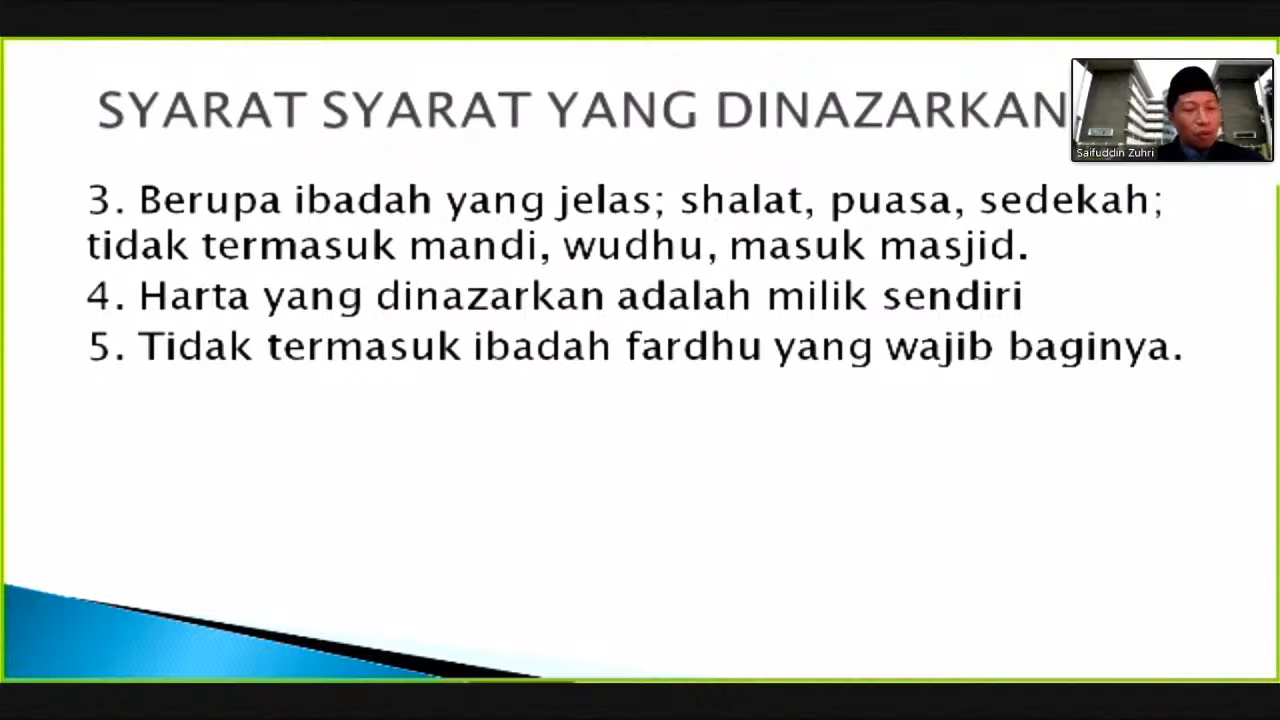 SYARAT SYARAT YANG DINAZARKAN
Saifuddin Zuhri
3. Berupa ibadah yang jelas; shalat, puasa, sedekah;
tidak termasuk mandi, wudhu, masuk masjid.
4. Harta yang dinazarkan adalah milik sendiri
5. Tidak termasuk ibadah fardhu yang wajib baginya.